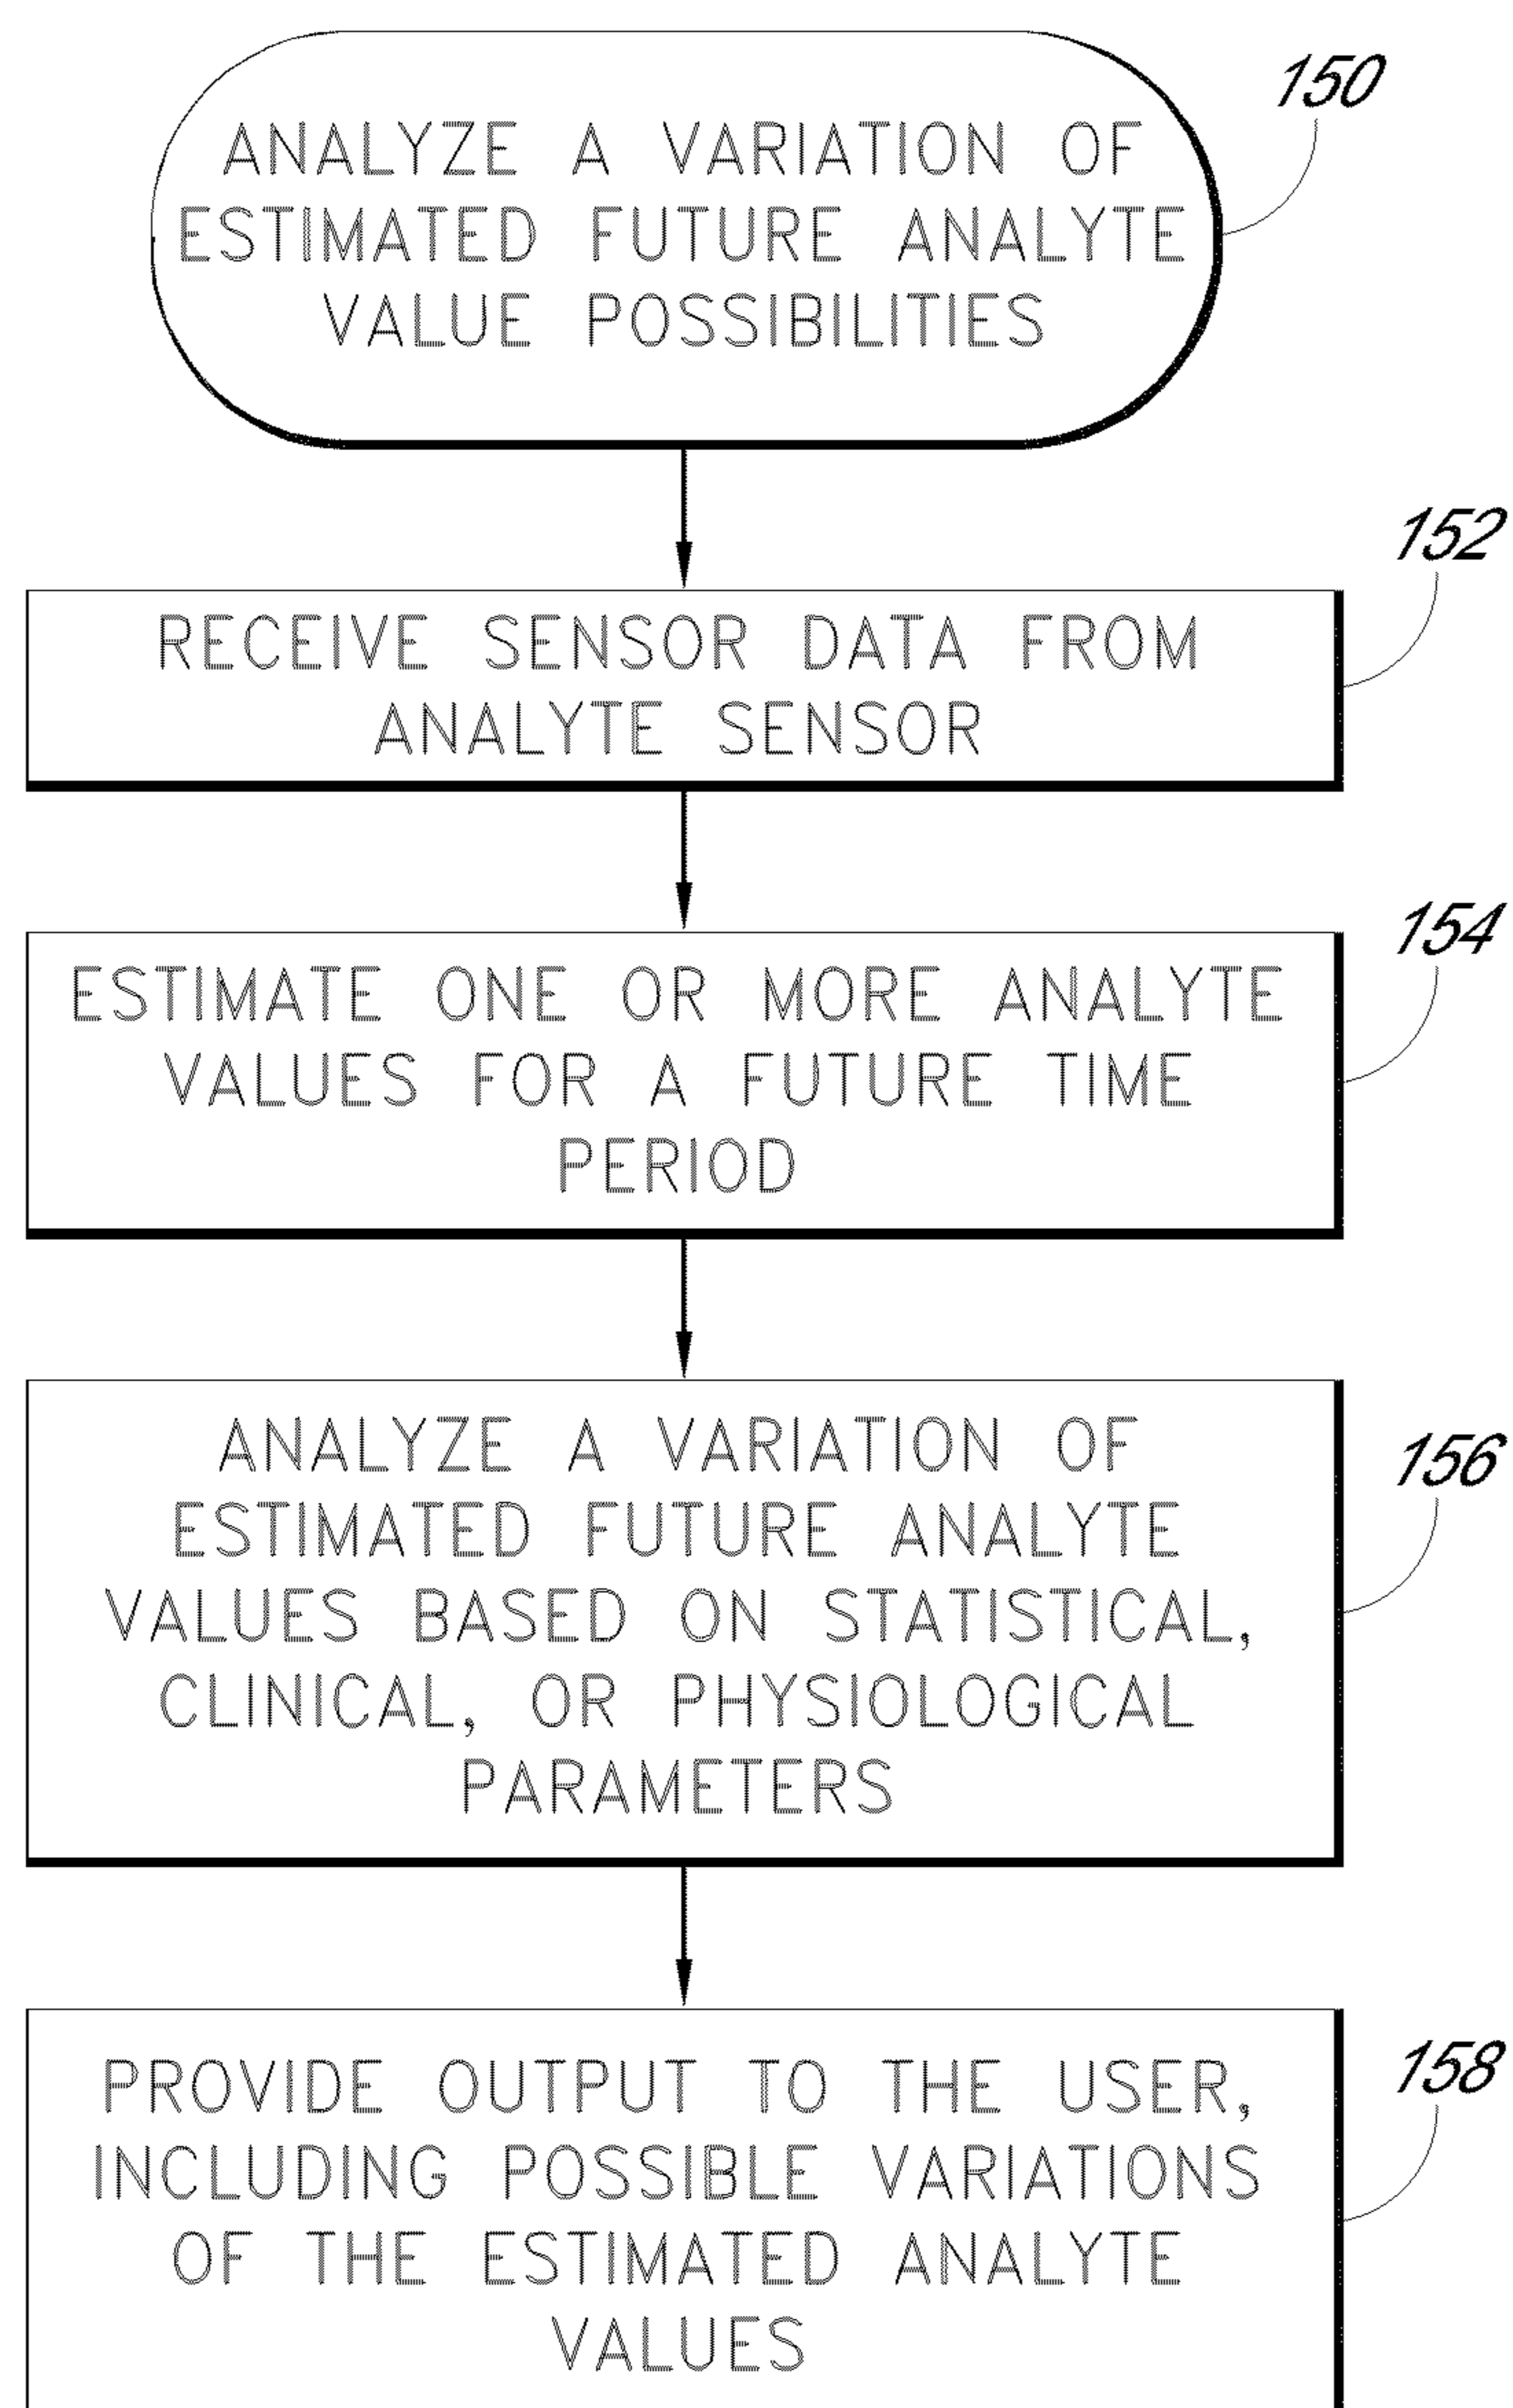 150
ANALYZE A VARIATION OF
ESTIMATED FUTURE ANALYTE
VALUE POSSIBILITIES
152
RECEIVE SENSOR DATA FROM
ANALYTE SENSOR
154
ESTIMATE ONE OR MORE ANALYTE
VALUES FOR A FUTURE TIME
PERIOD
156
ANALYZE A VARIATION OF
ESTIMATED FUTURE ANALYTE
VALUES BASED ON STATISTICAL,
CLINICAL, OR PHYSIOLOGICAL
PARAMETERS
158
PROVIDE OUTPUT TO THE USER,
INCLUDING POSSIBLE VARIATIONS
OF THE ESTIMATED ANALYTE
VALUES